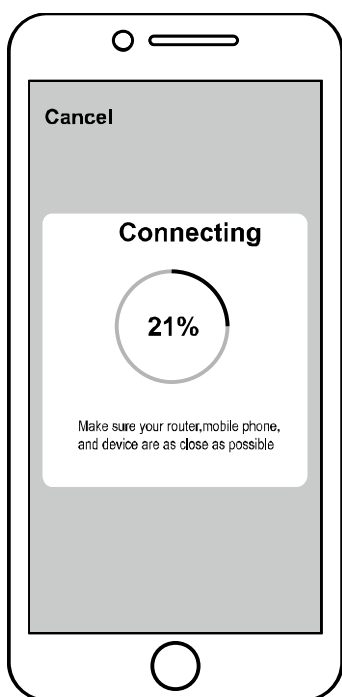 Cancel
Connecting
21%
Make sure your router,mobile phone,
and device are as close as possible